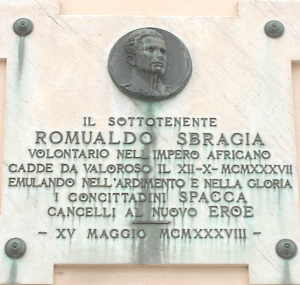 IL SOTTOTENENTE
ROMUALDO SBRAGIA
VOLONTARIO NELL'IMPERO AFRICANO
CADDE DA VALOROSO IL XII-X-MCMXXXVII
EMULANDO NELL'ARDIMENTO E NELLA GLORIA
I CONCITTADINI SPACCA
CANCELLI AL NUOVO EROE
- XV MAGGIO MCMXXXVIII -